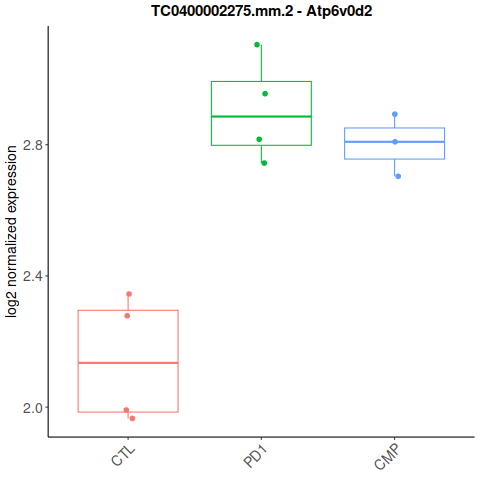 TC0400002275.mm.2 - Atp6v0d2
log2 normalized expression
2.8
2.4
2.0
CTL
PD1
CMP